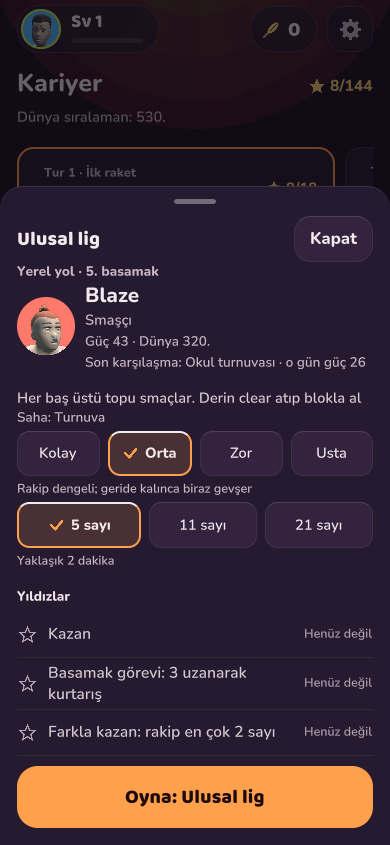 Sv 1
0
Kariyer
8/144
Dünya sıralaman: 530.
Tur 1 · İlk raket
Ulusal lig
Kapat
Yerel yol · 5. basamak
Blaze
Smaşçı
Güç 43 · Dünya 320.
Son karşılaşma: Okul turnuvası · o gün güç 26
Her baş üstü topu smaçlar. Derin clear atıp blokla al
Saha: Turnuva
Kolay
Orta
Zor
Usta
Rakip dengeli; geride kalınca biraz gevşer
5 sayı
11 sayı
21 sayı
Yaklaşık 2 dakika
Yıldızlar
Kazan
Henüz değil
Basamak görevi: 3 uzanarak
kurtarış
Henüz değil
Farkla kazan: rakip en çok 2 sayı
Henüz değil
Oyna: Ulusal lig